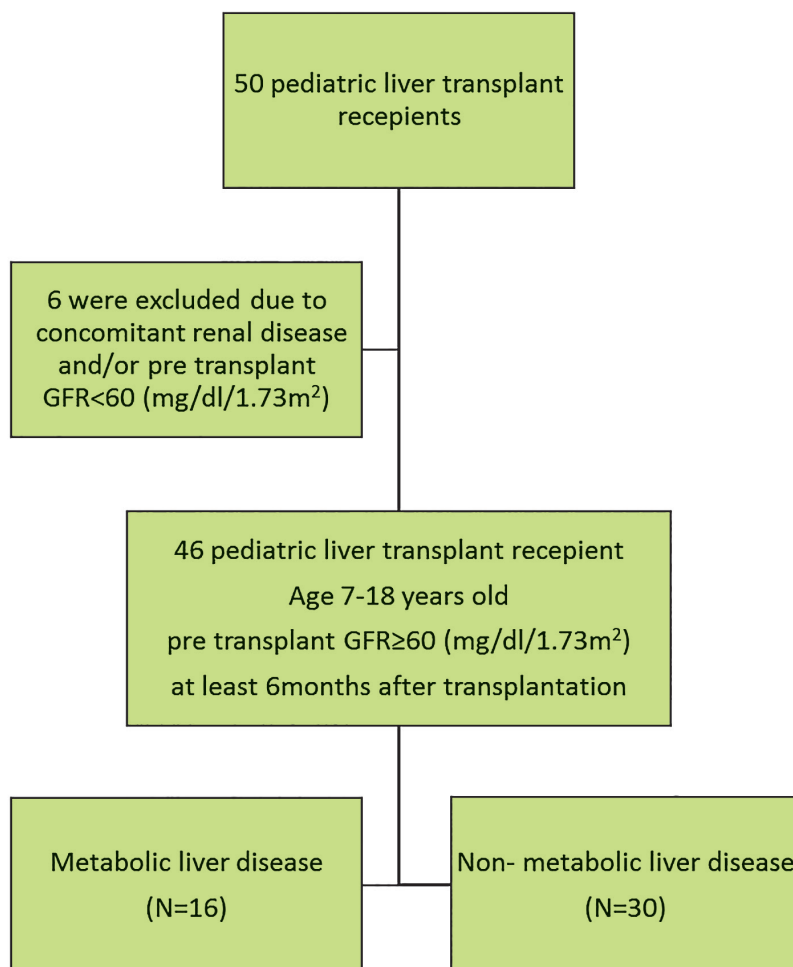 50 pediatric liver transplant
recepients
6 were excluded due to
concomitant renal disease
and/or pre transplant
GFR<60 (mg/dl/1.73m²)
46 pediatric liver transplant recepient
Age 7-18 years old
pre transplant GFR≥60 (mg/dl/1.73m²)
at least 6months after transplantation
Metabolic liver disease
(N=16)
Non- metabolic liver disease
(N=30)